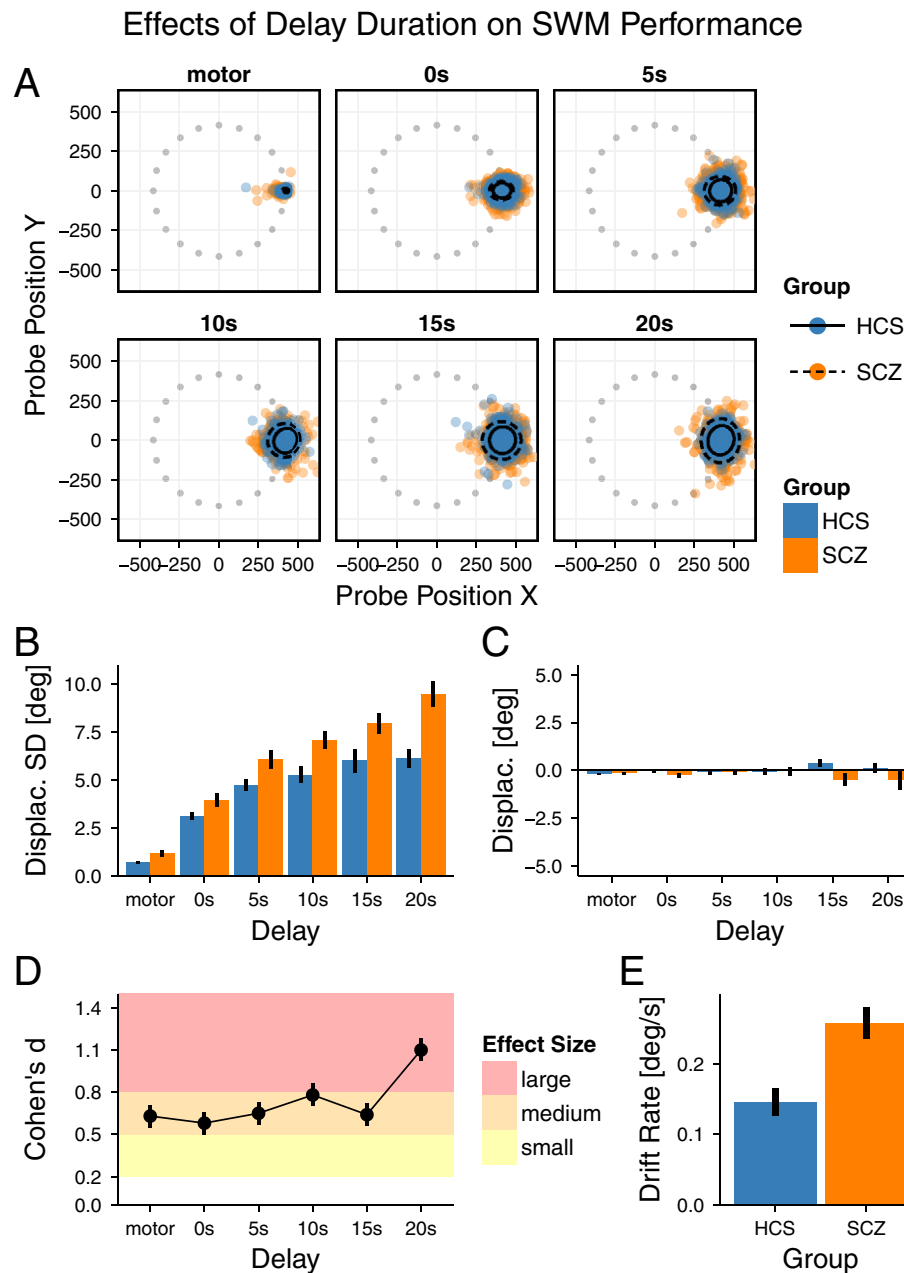 Effects of Delay Duration on SWM Performance
A
motor 0s 5s
500
250
0
−250
−500
10s 15s 20s
500
250
0
−250
−500
Probe Position Y
−500−250 0 250 500 −500−250 0 250 500 −500−250 0 250 500
Probe Position X
Group
HCS
SCZ
Group
HCS
SCZ
B
Displac. SD [deg]
10.0
7.5
5.0
2.5
0.0
motor 0s 5s 10s 15s 20s
Delay
C
Displac. [deg]
5.0
2.5
0.0
−2.5
−5.0
motor 0s 5s 10s 15s 20s
Delay
D
Cohen's d
1.4
1.1
0.8
0.5
0.2
0.0
motor 0s 5s 10s 15s 20s
Delay
Effect Size
large
medium
small
E
Drift Rate [deg/s]
0.2
0.1
0.0
HCS SCZ
Group